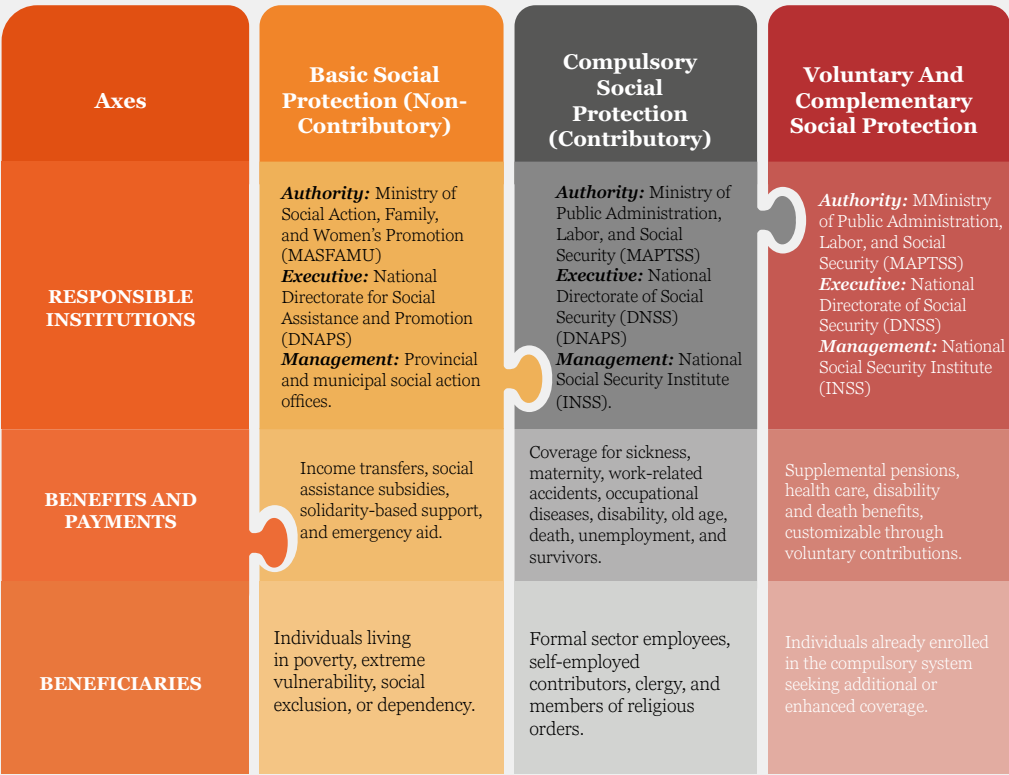 Axes
Basic Social
Protection (Non-
Contributory)
Compulsory
Social
Protection
(Contributory)
Voluntary And
Complementary
Social Protection
RESPONSIBLE
INSTITUTIONS
Authority: Ministry of
Social Action, Family,
and Women's Promotion
(MASFAMU)
Executive: National
Directorate for Social
Assistance and Promotion
(DNAPS)
Management: Provincial
and municipal social action
offices.
Authority: Ministry of
Public Administration,
Labor, and Social
Security (MAPTSS)
Executive: National
Directorate of Social
Security (DNSS)
(DNAPS)
Management: National
Social Security Institute
(INSS).
Authority: MMinistry
of Public Administration,
Labor, and Social
Security (MAPTSS)
Executive: National
Directorate of Social
Security (DNSS)
Management: National
Social Security Institute
(INSS)
BENEFITS AND
PAYMENTS
Income transfers, social
assistance subsidies,
solidarity-based support,
and emergency aid.
Coverage for sickness,
maternity, work-related
accidents, occupational
diseases, disability, old age,
death, unemployment, and
survivors.
Supplemental pensions,
health care, disability
and death benefits,
customizable through
voluntary contributions.
BENEFICIARIES
Individuals living
in poverty, extreme
vulnerability, social
exclusion, or dependency.
Formal sector employees,
self-employed
contributors, clergy, and
members of religious
orders.
Individuals already enrolled
in the compulsory system
seeking additional or
enhanced coverage.